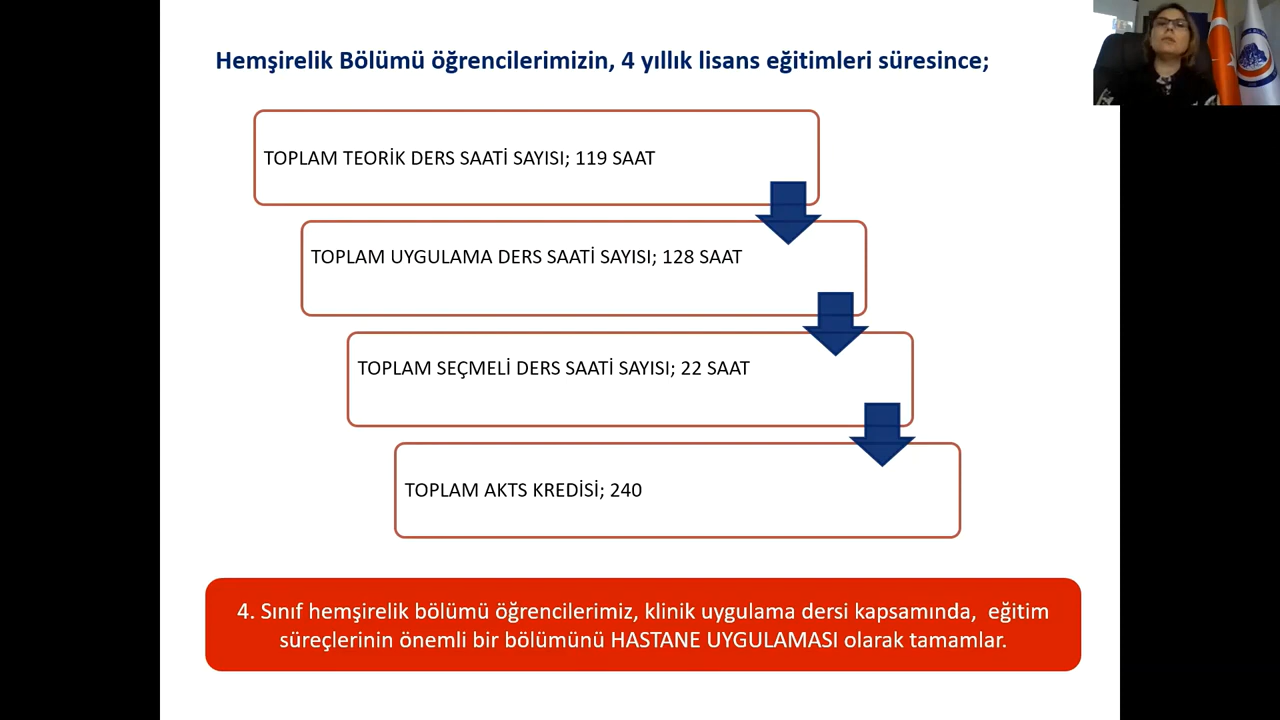 Hemşirelik Bölümü öğrencilerimizin, 4 yıllık lisans eğitimleri süresince;
TOPLAM TEORİK DERS SAATİ SAYISI; 119 SAAT
TOPLAM UYGULAMA DERS SAATİ SAYISI; 128 SAAT
TOPLAM SEÇMELİ DERS SAATİ SAYISI; 22 SAAT
TOPLAM AKTS KREDİSİ; 240
4. Sınıf hemşirelik bölümü öğrencilerimiz, klinik uygulama dersi kapsamında, eğitim
süreçlerinin önemli bir bölümünü HASTANE UYGULAMASI olarak tamamlar.